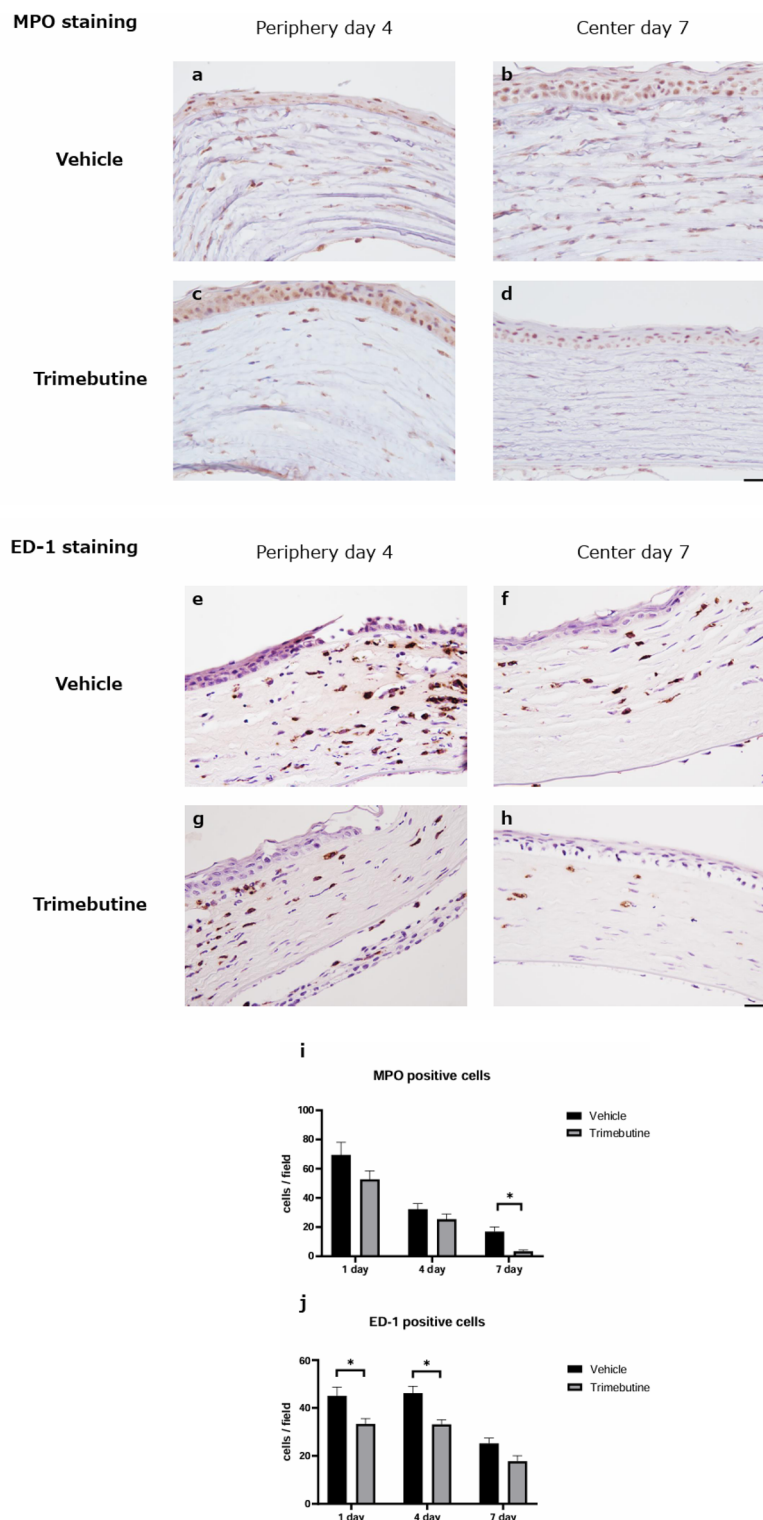 MPO staining
Periphery day 4
Center day 7
a
b
Vehicle
c
d
Trimebutine
ED-1 staining
Periphery day 4
Center day 7
e
f
Vehicle
g
h
Trimebutine
i
MPO positive cells
cells / field
100
80
60
40
20
0
Vehicle
Trimebutine
*
1 day
4 day
7 day
j
ED-1 positive cells
cells / field
60
40
20
0
Vehicle
Trimebutine
*
*
1 day
4 day
7 day